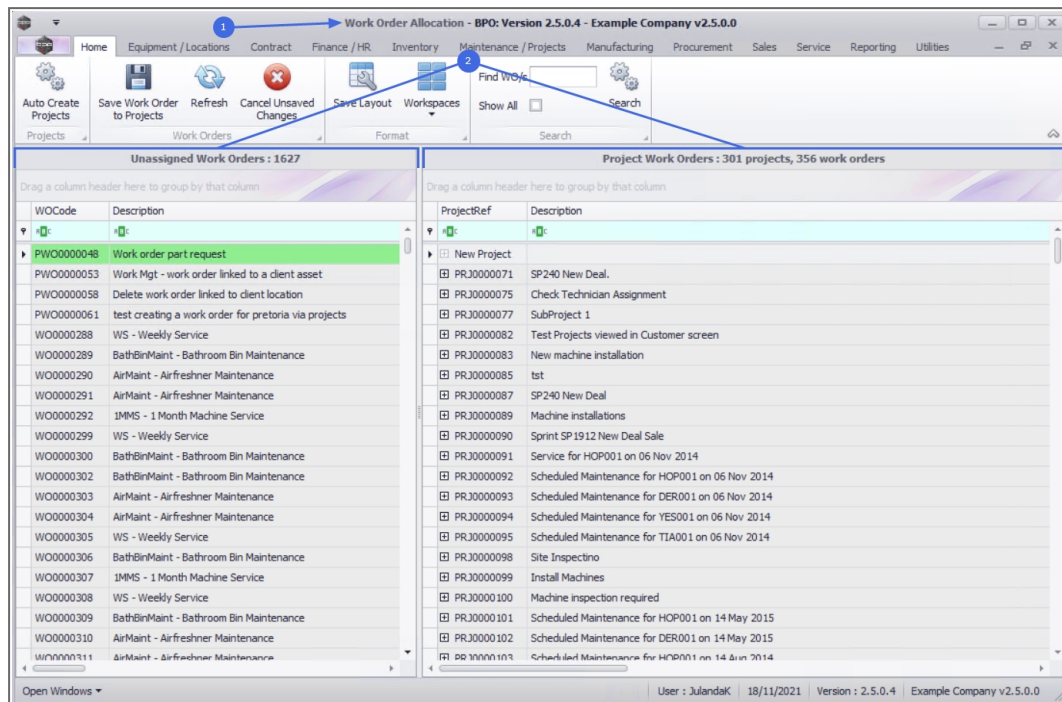 1
Work Order Allocation - BPO: Version 2.5.0.4 - Example Company v2.5.0.0
Home Equipment / Locations Contract Finance / HR Inventory Maintenance / Projects Manufacturing Procurement Sales Service Reporting Utilities
2
Auto Create Projects
Save Work Order to Projects
Refresh
Cancel Unsaved Changes
Save Layout
Workspaces
Find WO/s
Show All
Search
Projects Work Orders Format Search
Unassigned Work Orders : 1627
Drag a column header here to group by that column
WOCode Description
PWO0000048 Work order part request
PWO0000053 Work Mgt - work order linked to a client asset
PWO0000058 Delete work order linked to client location
PWO0000061 test creating a work order for pretoria via projects
WO0000288 WS - Weekly Service
WO0000289 BathBinMaint - Bathroom Bin Maintenance
WO0000290 AirMaint - Airfreshner Maintenance
WO0000291 AirMaint - Airfreshner Maintenance
WO0000292 1MMS - 1 Month Machine Service
WO0000299 WS - Weekly Service
WO0000300 BathBinMaint - Bathroom Bin Maintenance
WO0000302 BathBinMaint - Bathroom Bin Maintenance
WO0000303 AirMaint - Airfreshner Maintenance
WO0000304 AirMaint - Airfreshner Maintenance
WO0000305 WS - Weekly Service
WO0000306 BathBinMaint - Bathroom Bin Maintenance
WO0000307 1MMS - 1 Month Machine Service
WO0000308 WS - Weekly Service
WO0000309 BathBinMaint - Bathroom Bin Maintenance
WO0000310 AirMaint - Airfreshner Maintenance
WO0000311 AirMaint - Airfreshner Maintenance
Project Work Orders : 301 projects, 356 work orders
Drag a column header here to group by that column
ProjectRef Description
New Project
PRJ0000071 SP240 New Deal.
PRJ0000075 Check Technician Assignment
PRJ0000077 SubProject 1
PRJ0000082 Test Projects viewed in Customer screen
PRJ0000083 New machine installation
PRJ0000085 tst
PRJ0000087 SP240 New Deal
PRJ0000089 Machine installations
PRJ0000090 Sprint SP1912 New Deal Sale
PRJ0000091 Service for HOP001 on 06 Nov 2014
PRJ0000092 Scheduled Maintenance for HOP001 on 06 Nov 2014
PRJ0000093 Scheduled Maintenance for DER001 on 06 Nov 2014
PRJ0000094 Scheduled Maintenance for YES001 on 06 Nov 2014
PRJ0000095 Scheduled Maintenance for TIA001 on 06 Nov 2014
PRJ0000098 Site Inspectino
PRJ0000099 Install Machines
PRJ0000100 Machine inspection required
PRJ0000101 Scheduled Maintenance for HOP001 on 14 May 2015
PRJ0000102 Scheduled Maintenance for DER001 on 14 May 2015
PRJ0000103 Scheduled Maintenance for HOP001 on 14 Aug 2014
Open Windows User : JulandaK 18/11/2021 Version : 2.5.0.4 Example Company v2.5.0.0